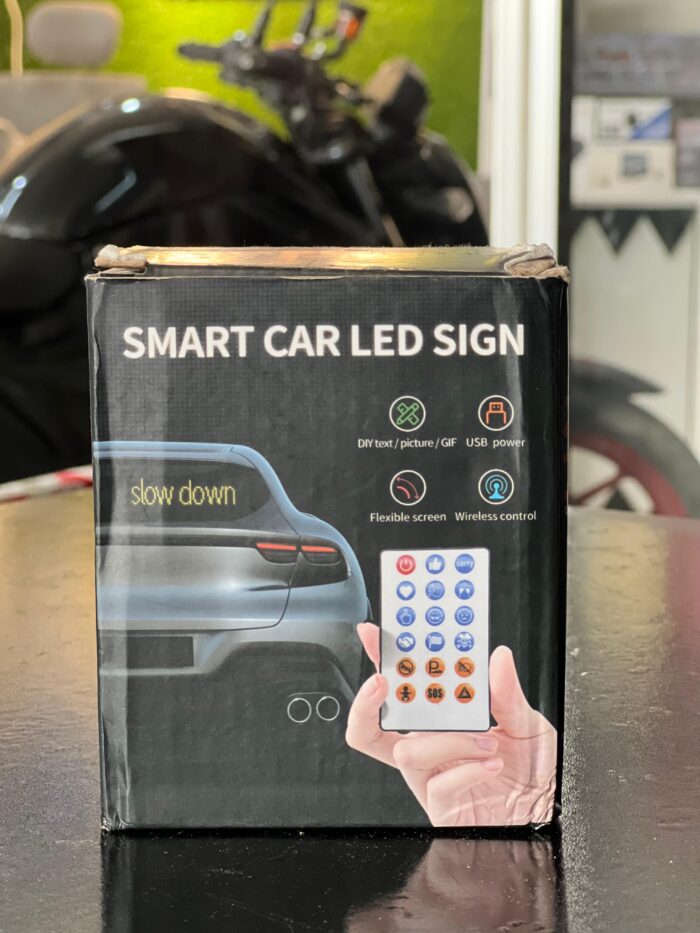 SMART CAR LED SIGN
DIY text / picture / GIF
USB power
Flexible screen
Wireless control
slow down
sorry
SOS